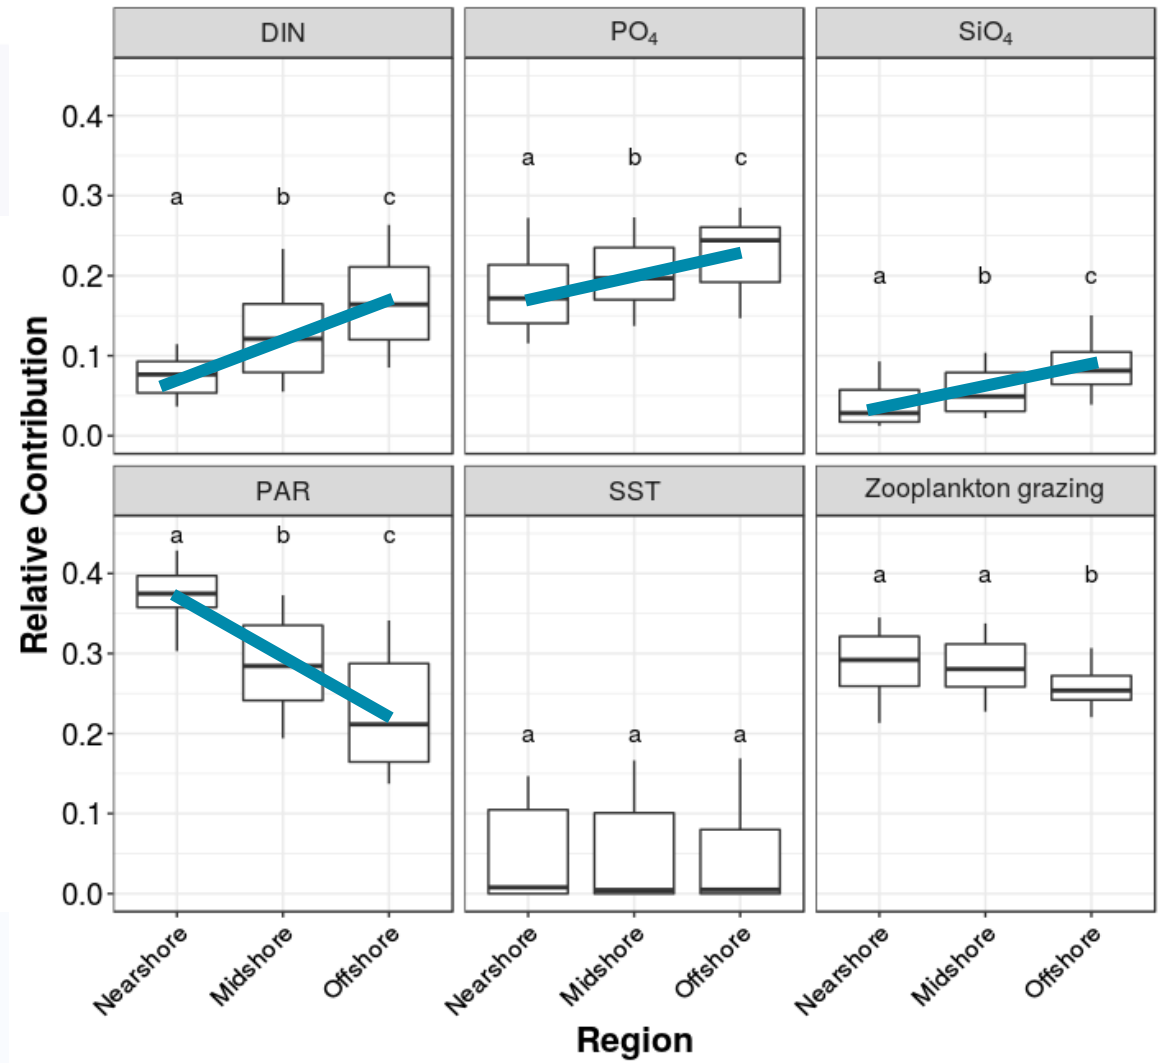 DIN PO₄ SiO₄
0.4
0.3
0.2
0.1
0.0
a b c
a b c
a b c
PAR SST Zooplankton grazing
0.4
0.3
0.2
0.1
0.0
a b c
a a a
a a b
Nearshore Midshore Offshore Nearshore Midshore Offshore Nearshore Midshore Offshore
Relative Contribution
Region